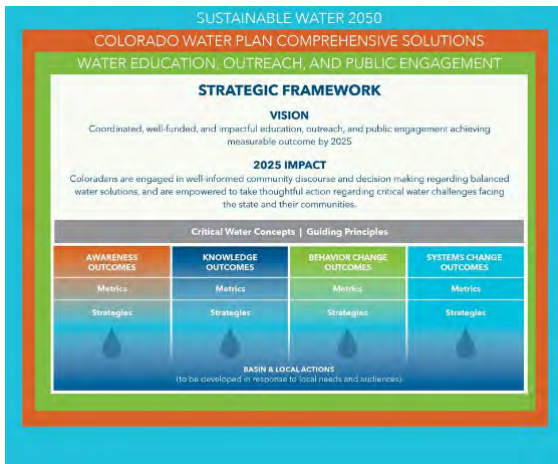 SUSTAINABLE WATER 2050
COLORADO WATER PLAN COMPREHENSIVE SOLUTIONS
WATER EDUCATION, OUTREACH, AND PUBLIC ENGAGEMENT
STRATEGIC FRAMEWORK
VISION
Coordinated, well-funded, and impactful education, outreach, and public engagement achieving
measurable outcome by 2025
2025 IMPACT
Coloradans are engaged in well-informed community discourse and decision making regarding balanced
water solutions, and are empowered to take thoughtful action regarding critical water challenges facing
the state and their communities.
Critical Water Concepts | Guiding Principles
AWARENESS
OUTCOMES
Metrics
Strategies
KNOWLEDGE
OUTCOMES
Metrics
Strategies
BEHAVIOR CHANGE
OUTCOMES
Metrics
Strategies
SYSTEMS CHANGE
OUTCOMES
Metrics
Strategies
BASIN & LOCAL ACTIONS
(to be developed in response to local needs and audiences)